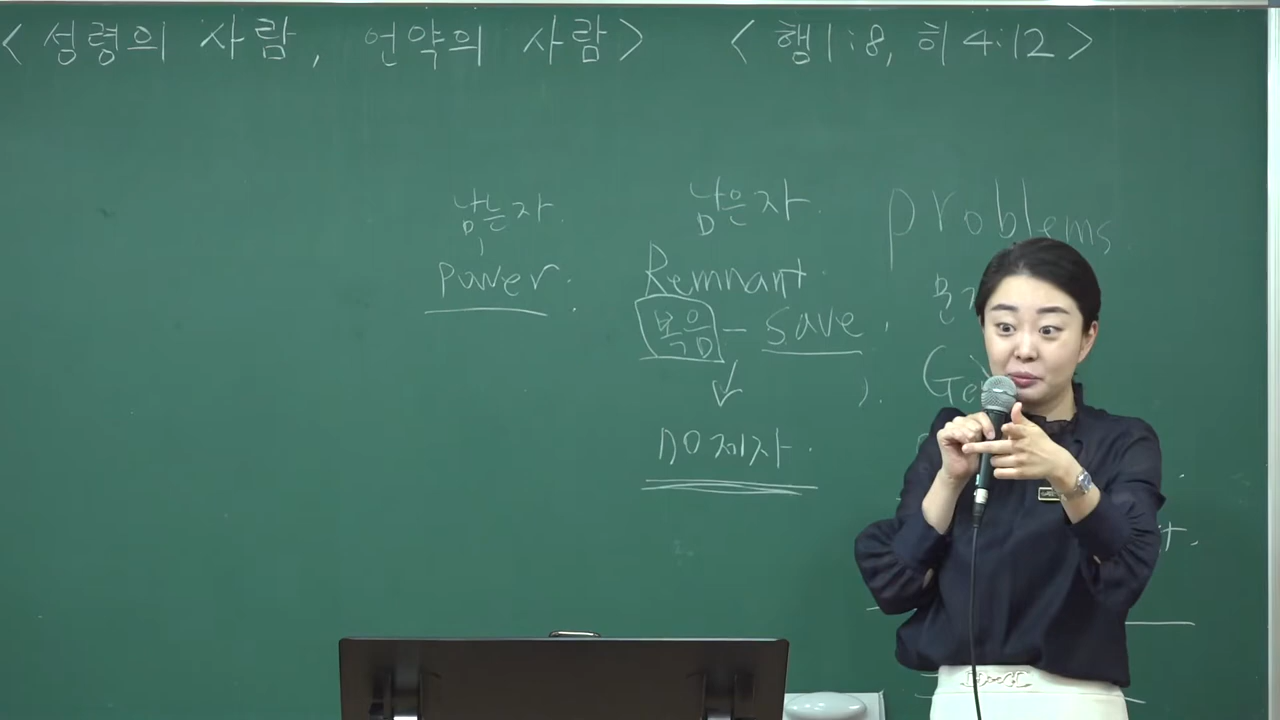 <성령의 사람, 언약의 사람> <행1:8, 히 4:12>
남는자. 남은자. problems.
power. Remnant.
복음 - save,
제자.